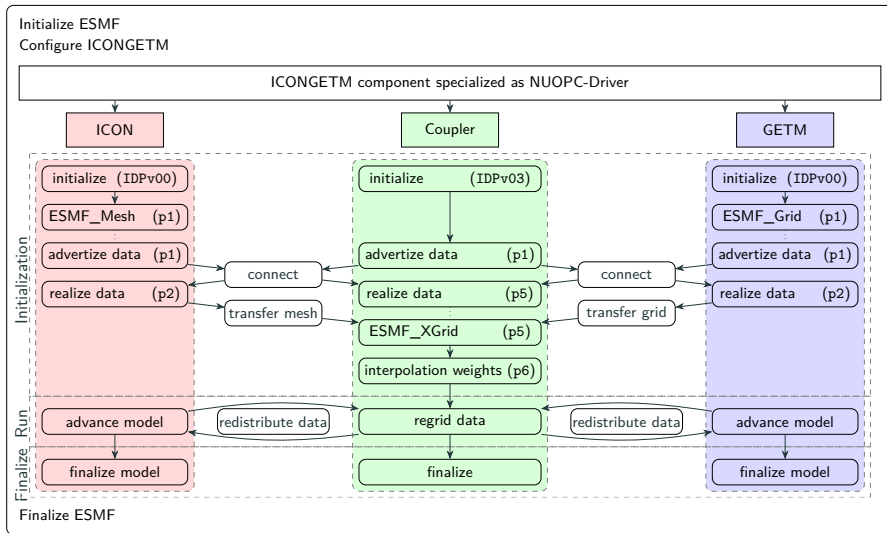 Initialize ESMF
Configure ICONGETM
ICONGETM component specialized as NUOPC-Driver
ICON
Coupler
GETM
Initialization
initialize (IDPv00)
initialize (IDPv03)
initialize (IDPv00)
ESMF_Mesh (p1)
ESMF_Grid (p1)
advertize data (p1)
advertize data (p1)
advertize data (p1)
connect
connect
realize data (p2)
realize data (p5)
realize data (p2)
transfer mesh
transfer grid
ESMF_XGrid (p5)
interpolation weights (p6)
Run
advance model
redistribute data
regrid data
redistribute data
advance model
Finalize
finalize model
finalize
finalize model
Finalize ESMF